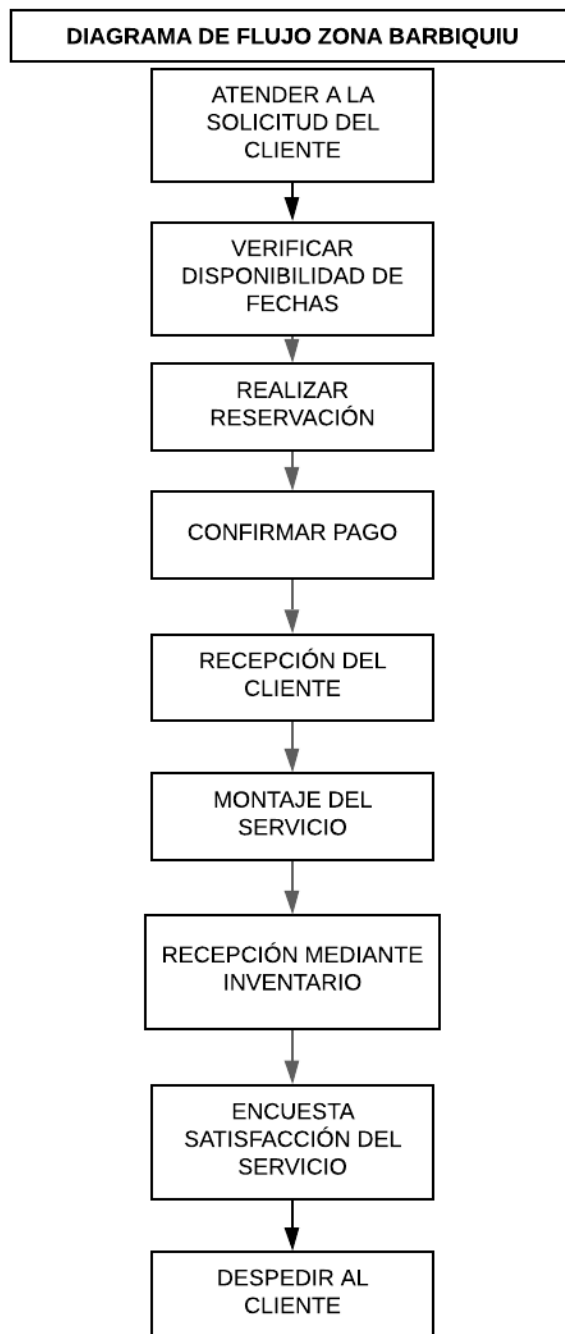 DIAGRAMA DE FLUJO ZONA BARBIQUIU
ATENDER A LA
SOLICITUD DEL
CLIENTE
VERIFICAR
DISPONIBILIDAD DE
FECHAS
REALIZAR
RESERVACIÓN
CONFIRMAR PAGO
RECEPCIÓN DEL
CLIENTE
MONTAJE DEL
SERVICIO
RECEPCIÓN MEDIANTE
INVENTARIO
ENCUESTA
SATISFACCIÓN DEL
SERVICIO
DESPEDIR AL
CLIENTE